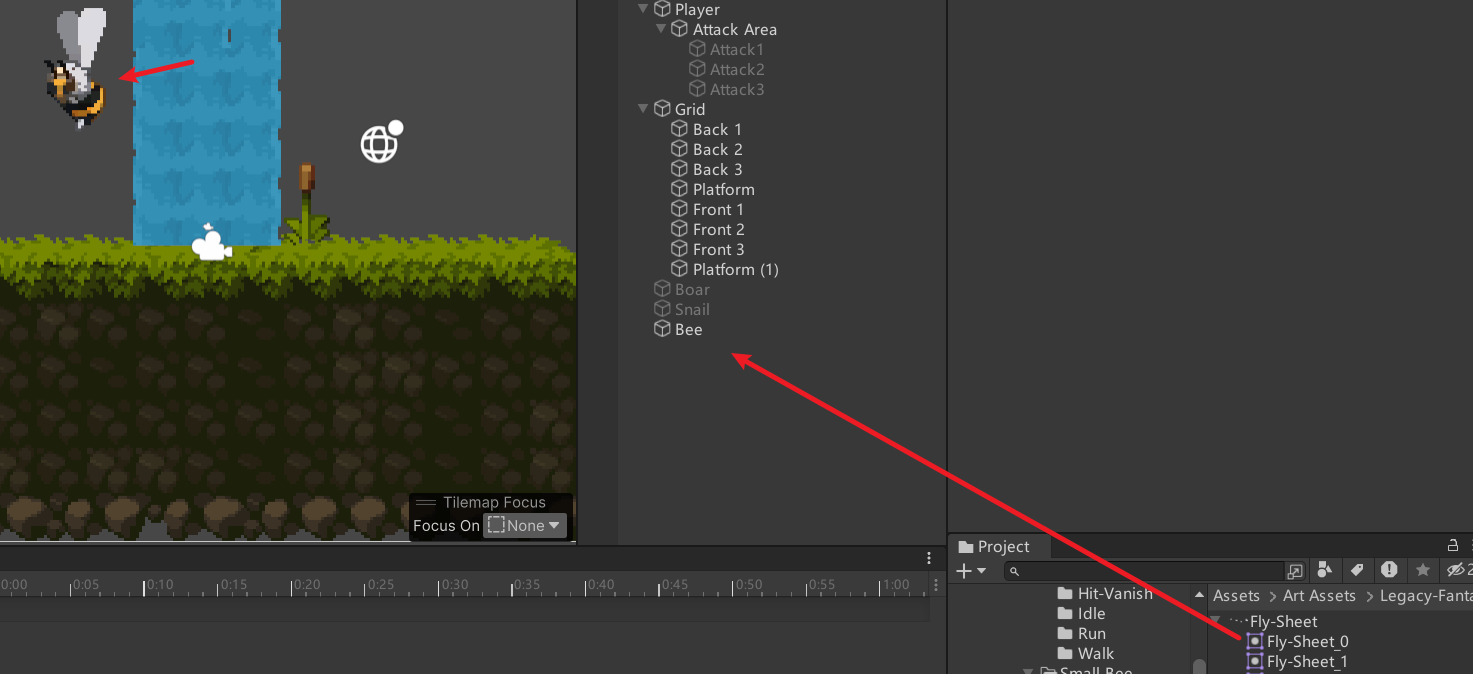 Player
Attack Area
Attack1
Attack2
Attack3
Grid
Back 1
Back 2
Back 3
Platform
Front 1
Front 2
Front 3
Platform (1)
Boar
Snail
Bee
Tilemap Focus
Focus On None
0:00 0:05 0:10 0:15 0:20 0:25 0:30 0:35 0:40 0:45 0:50 0:55 1:00
Project
2
Hit-Vanish
Idle
Run
Walk
Small Bee
Assets > Art Assets > Legacy-Fanta
Fly-Sheet
Fly-Sheet_0
Fly-Sheet_1